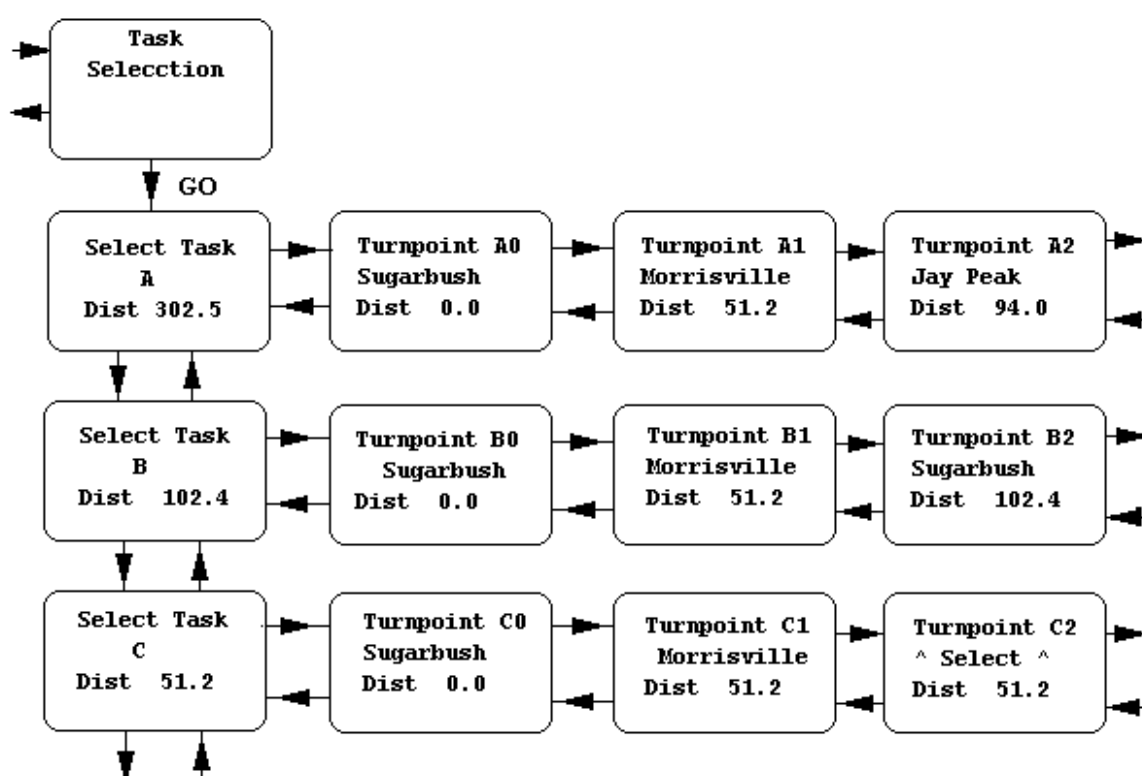 Task
Selecction
GO
Select Task
A
Dist 302.5
Turnpoint A0
Sugarbush
Dist 0.0
Turnpoint A1
Morrisville
Dist 51.2
Turnpoint A2
Jay Peak
Dist 94.0
Select Task
B
Dist 102.4
Turnpoint B0
Sugarbush
Dist 0.0
Turnpoint B1
Morrisville
Dist 51.2
Turnpoint B2
Sugarbush
Dist 102.4
Select Task
C
Dist 51.2
Turnpoint C0
Sugarbush
Dist 0.0
Turnpoint C1
Morrisville
Dist 51.2
Turnpoint C2
^ Select ^
Dist 51.2